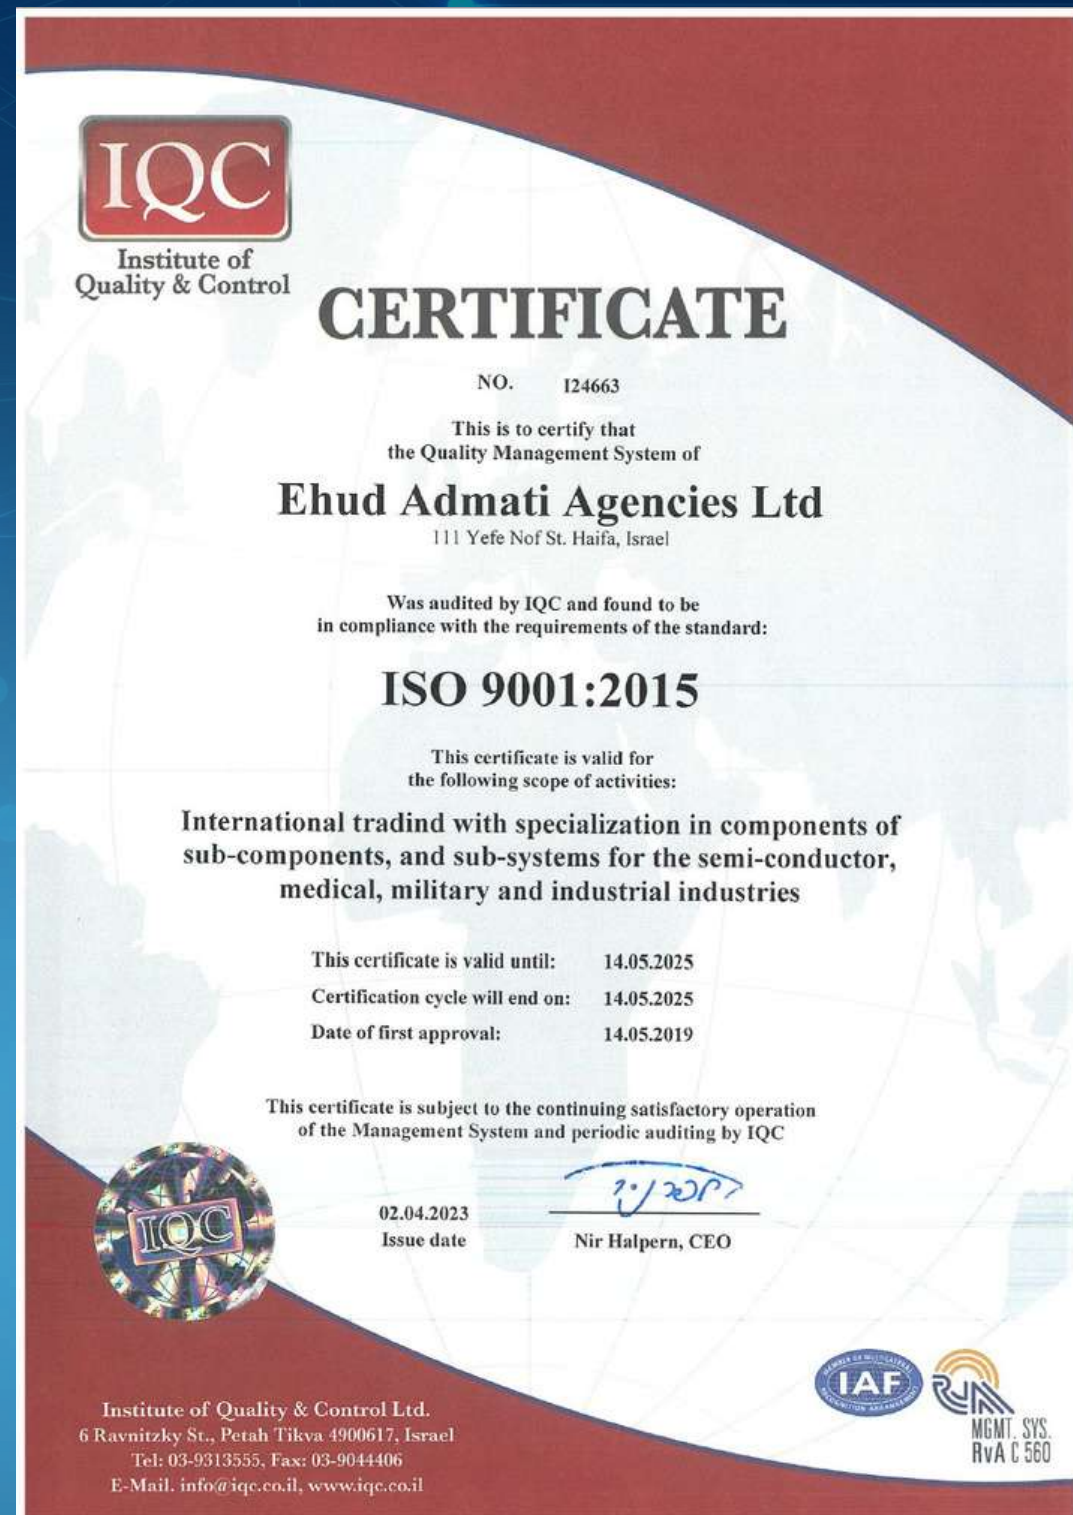 IQC
Institute of
Quality & Control
CERTIFICATE
NO. I24663
This is to certify that
the Quality Management System of
Ehud Admati Agencies Ltd
111 Yefe Nof St. Haifa, Israel
Was audited by IQC and found to be
in compliance with the requirements of the standard:
ISO 9001:2015
This certificate is valid for
the following scope of activities:
International tradind with specialization in components of
sub-components, and sub-systems for the semi-conductor,
medical, military and industrial industries
This certificate is valid until: 14.05.2025
Certification cycle will end on: 14.05.2025
Date of first approval: 14.05.2019
This certificate is subject to the continuing satisfactory operation
of the Management System and periodic auditing by IQC
02.04.2023
Issue date
Nir Halpern, CEO
IQC
IAF
MGMT. SYS.
RvA C 560
Institute of Quality & Control Ltd.
6 Ravnitzky St., Petah Tikva 4900617, Israel
Tel: 03-9313555, Fax: 03-9044406
E-Mail. info@iqc.co.il, www.iqc.co.il